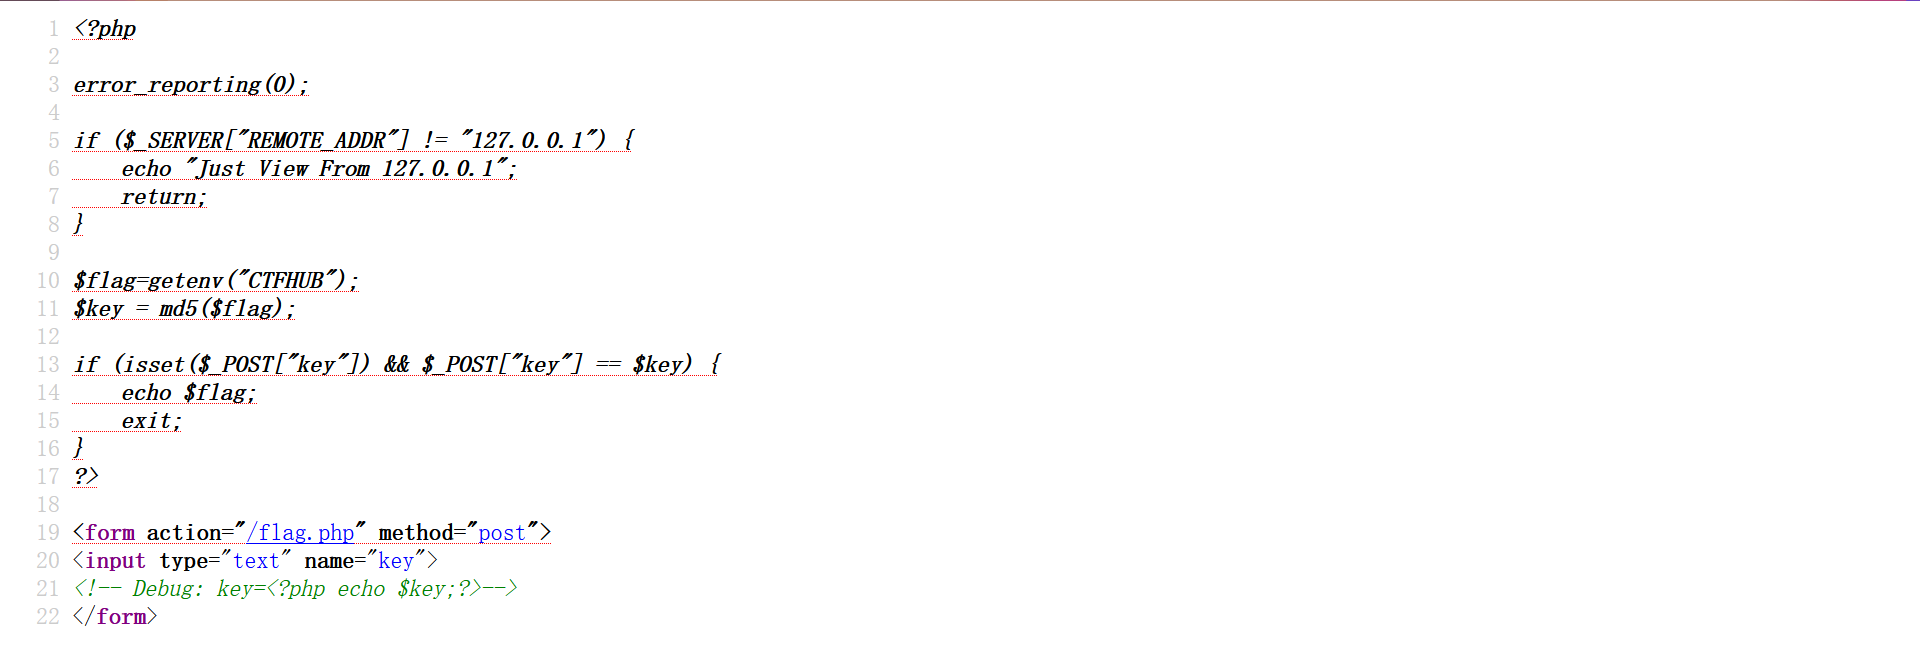 1 <?php
2
3 error_reporting(0);
4
5 if ($_SERVER["REMOTE_ADDR"] != "127.0.0.1") {
6     echo "Just View From 127.0.0.1";
7     return;
8 }
9
10 $flag=getenv("CTFHUB");
11 $key = md5($flag);
12
13 if (isset($_POST["key"]) && $_POST["key"] == $key) {
14     echo $flag;
15     exit;
16 }
17 ?>
18
19 <form action="/flag.php" method="post">
20 <input type="text" name="key">
21 <!-- Debug: key=<?php echo $key;?>-->
22 </form>